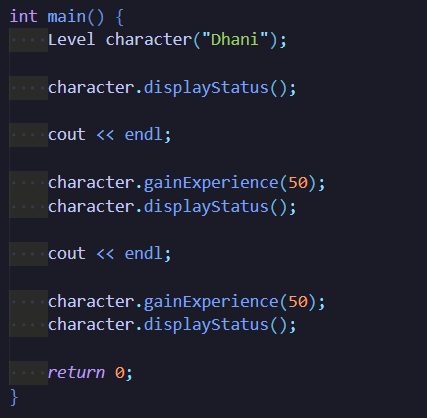 int main() {
    Level character("Dhani");

    character.displayStatus();

    cout << endl;

    character.gainExperience(50);
    character.displayStatus();

    cout << endl;

    character.gainExperience(50);
    character.displayStatus();

    return 0;
}